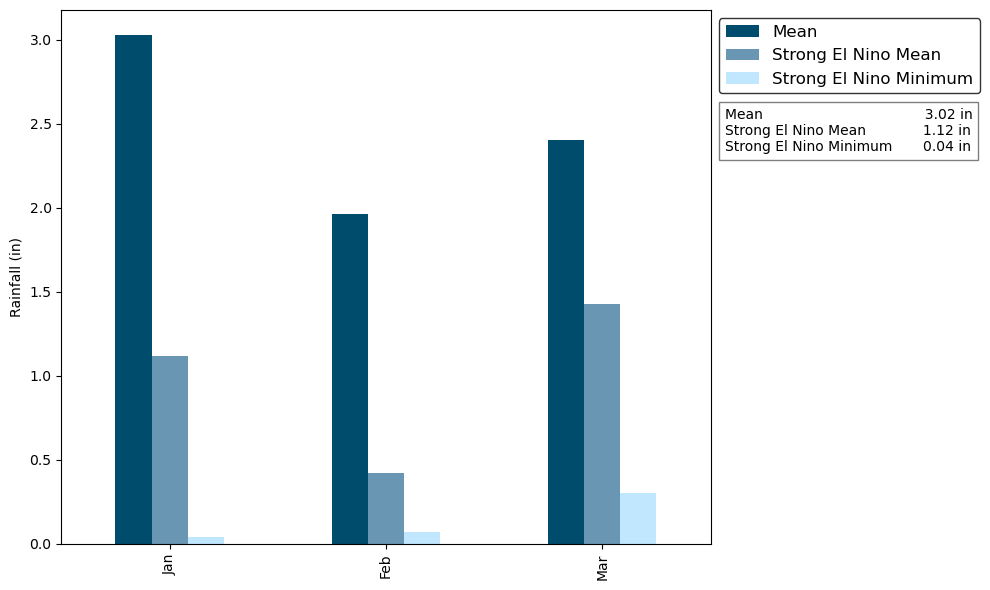 3.0
2.5
2.0
1.5
1.0
0.5
0.0
Rainfall (in)
Jan
Feb
Mar
Mean
Strong El Nino Mean
Strong El Nino Minimum
Mean 3.02 in
Strong El Nino Mean 1.12 in
Strong El Nino Minimum 0.04 in